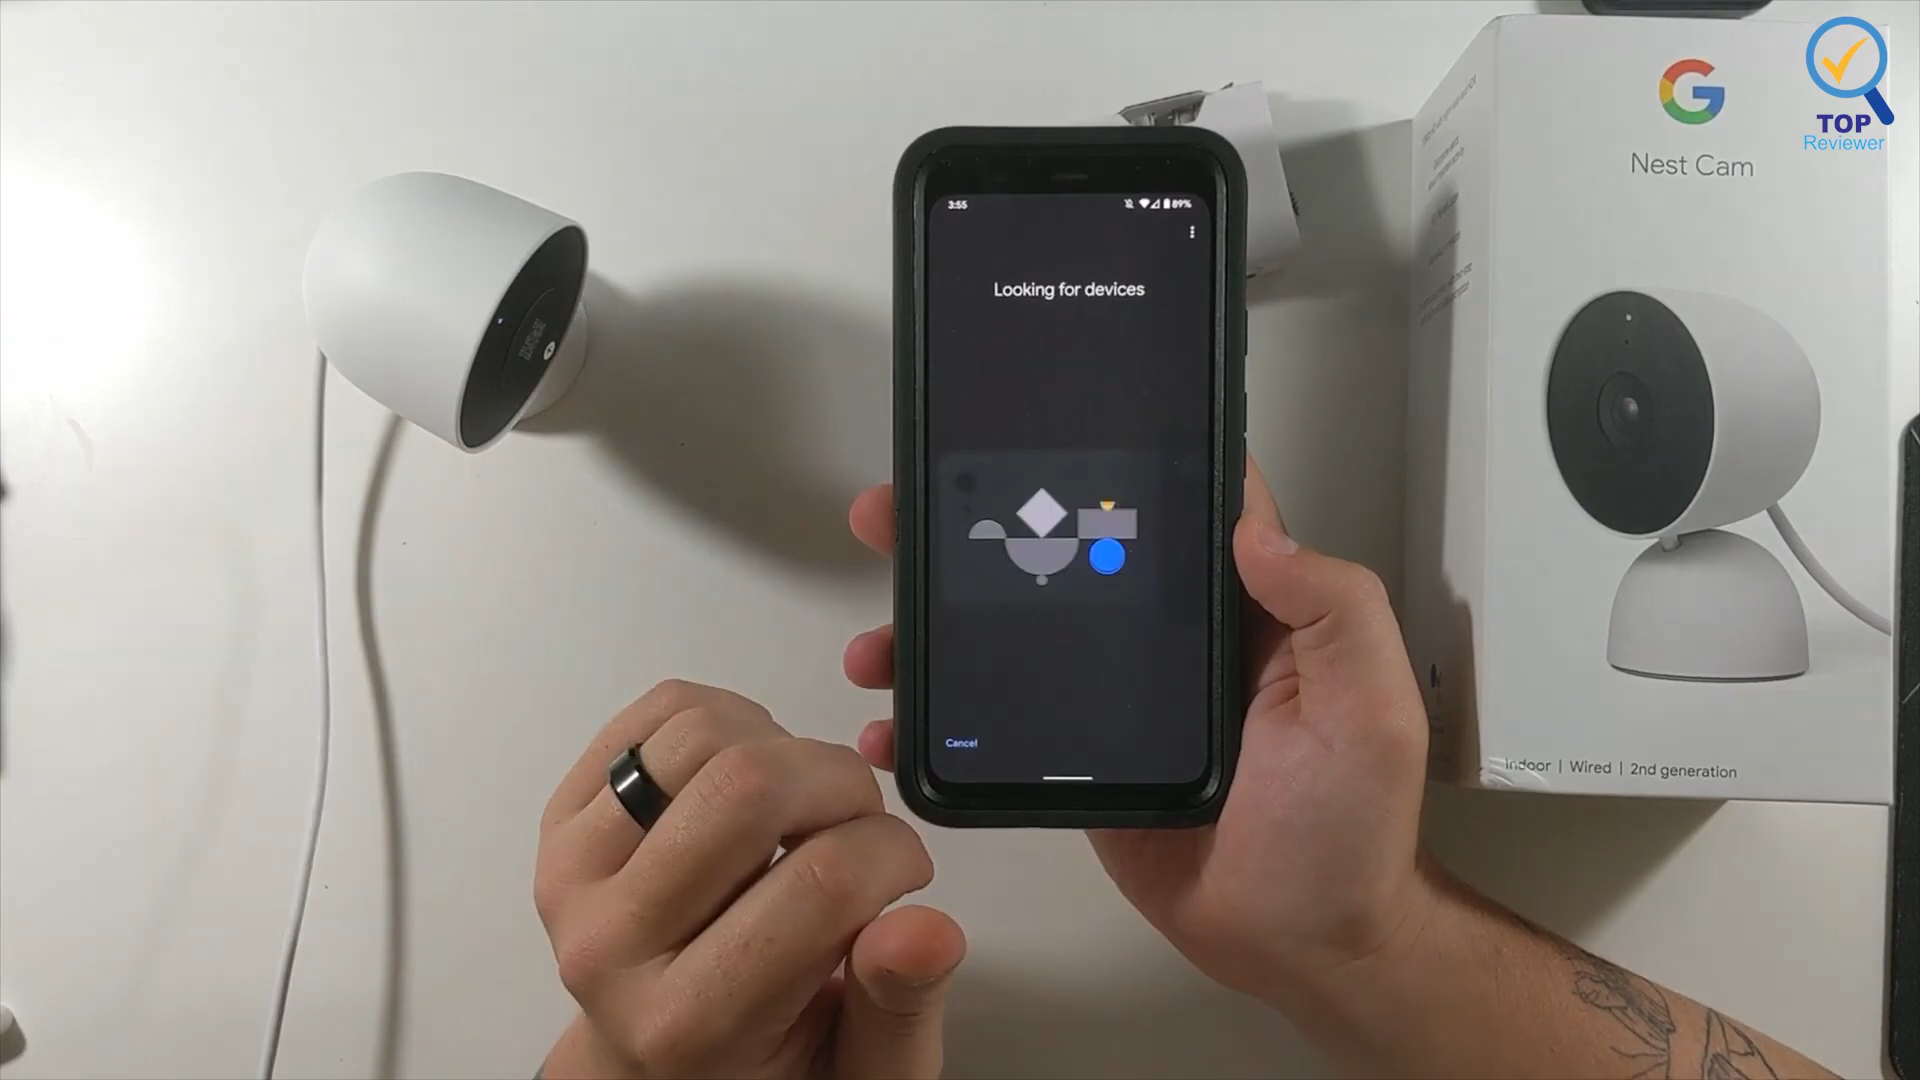 3:55
89%
Looking for devices
Cancel
G
Nest Cam
Indoor | Wired | 2nd generation
TOP
Reviewer